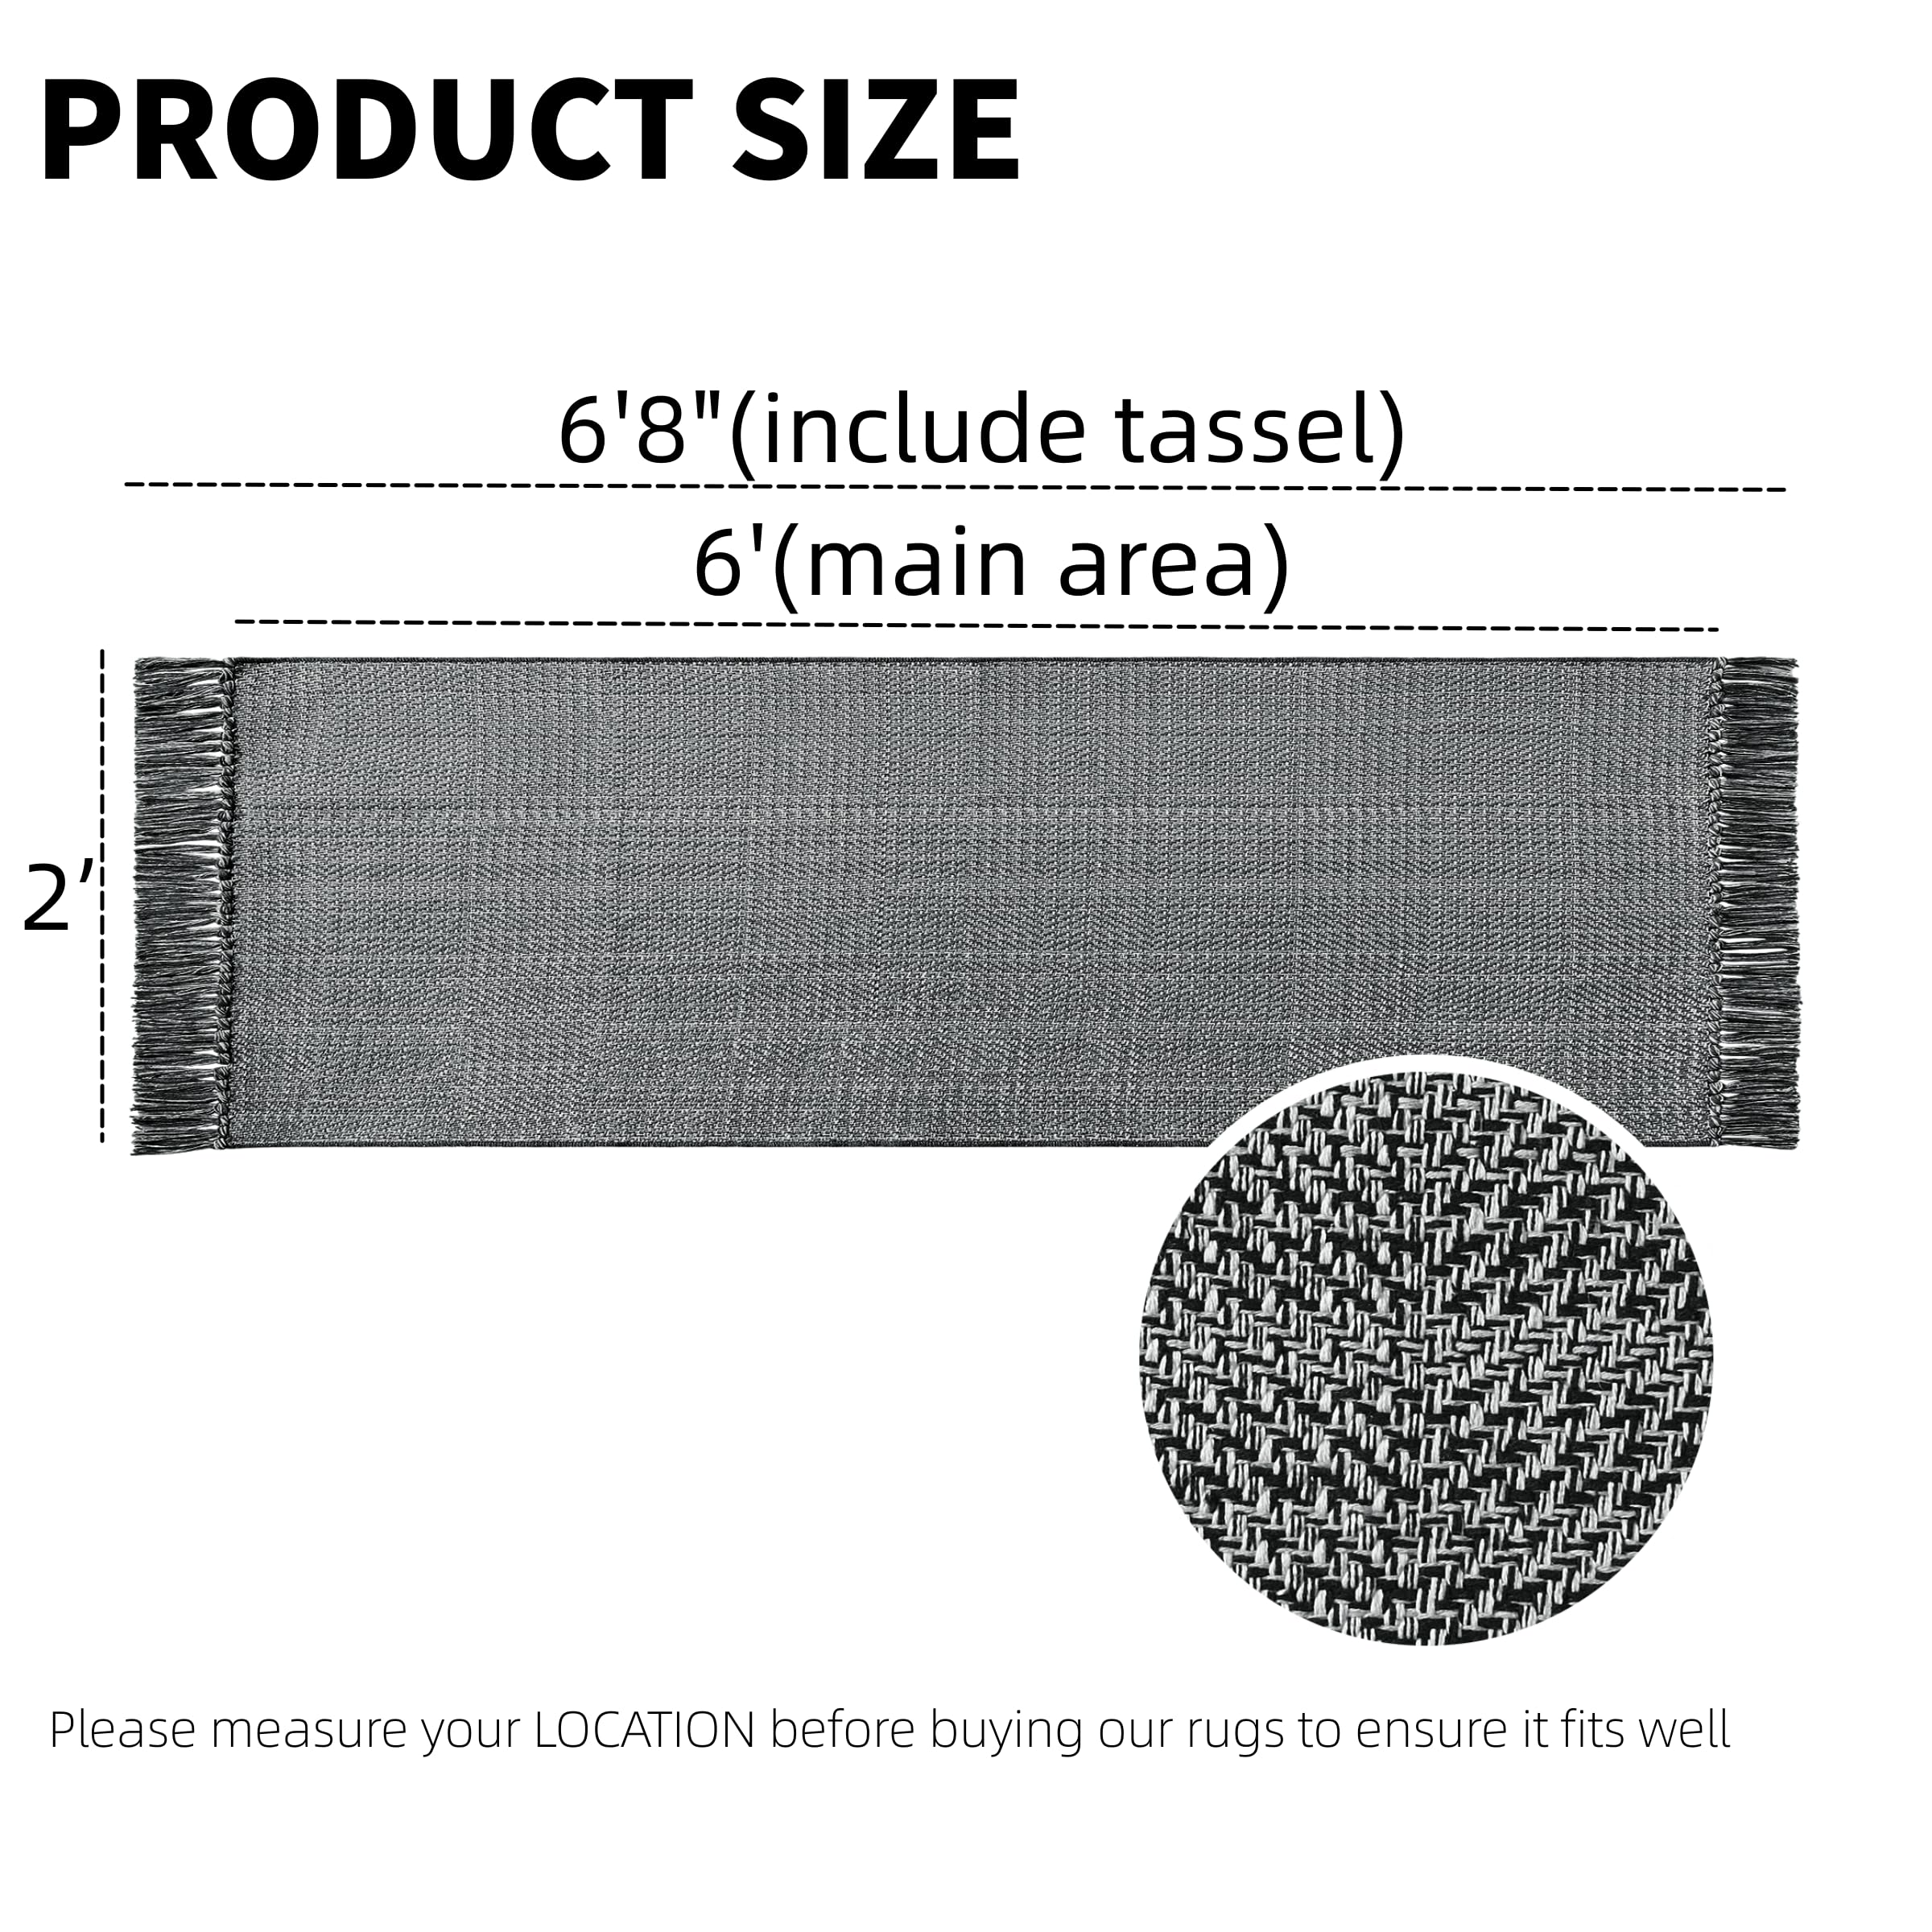 PRODUCT SIZE
6'8"(include tassel)
6'(main area)
2’
Please measure your LOCATION before buying our rugs to ensure it fits well